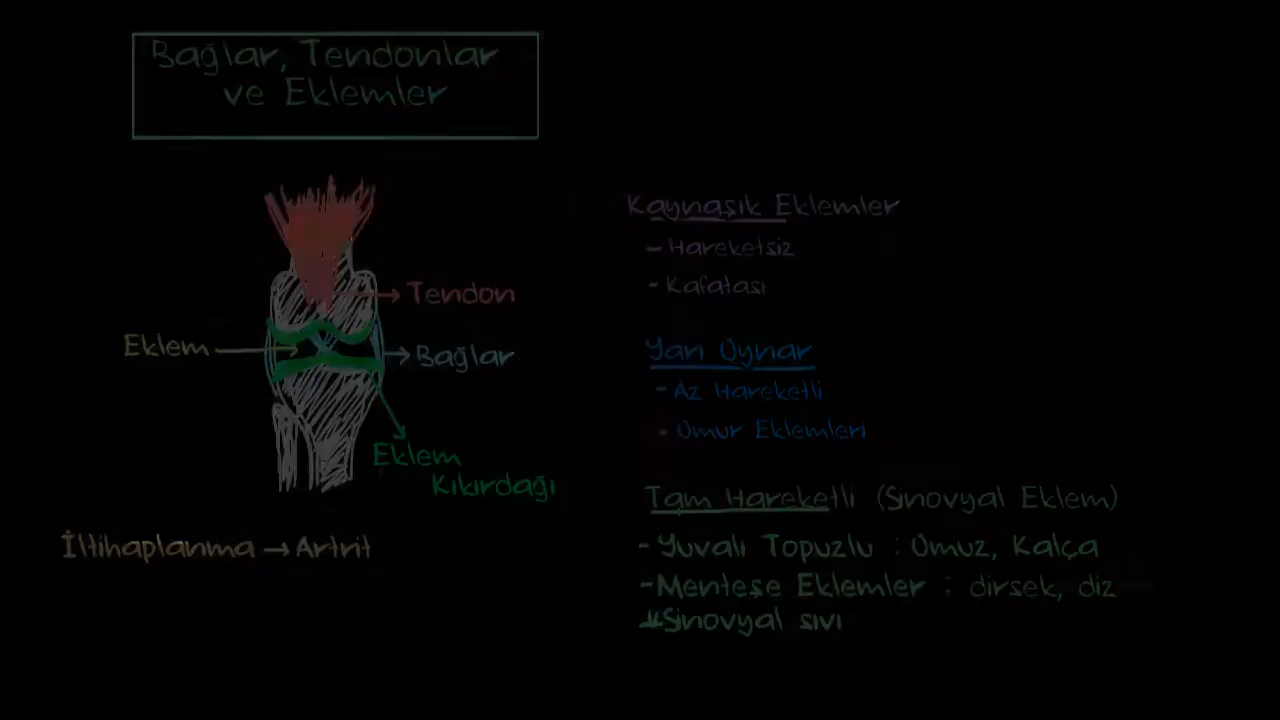 Bağlar, Tendonlar
ve Eklemler
Tendon
Eklem
Bağlar
Eklem
Kıkırdağı
İltihaplanma → Artrit
Kaynaşık Eklemler
- Hareketsiz
- Kafatası
Yarı Oynar
- Az Hareketli
- Omur Eklemleri
Tam Hareketli (Sinovyal Eklem)
- Yuvalı Topuzlu : Omuz, Kalça
- Menteşe Eklemler : dirsek, diz
Sinovyal sıvı